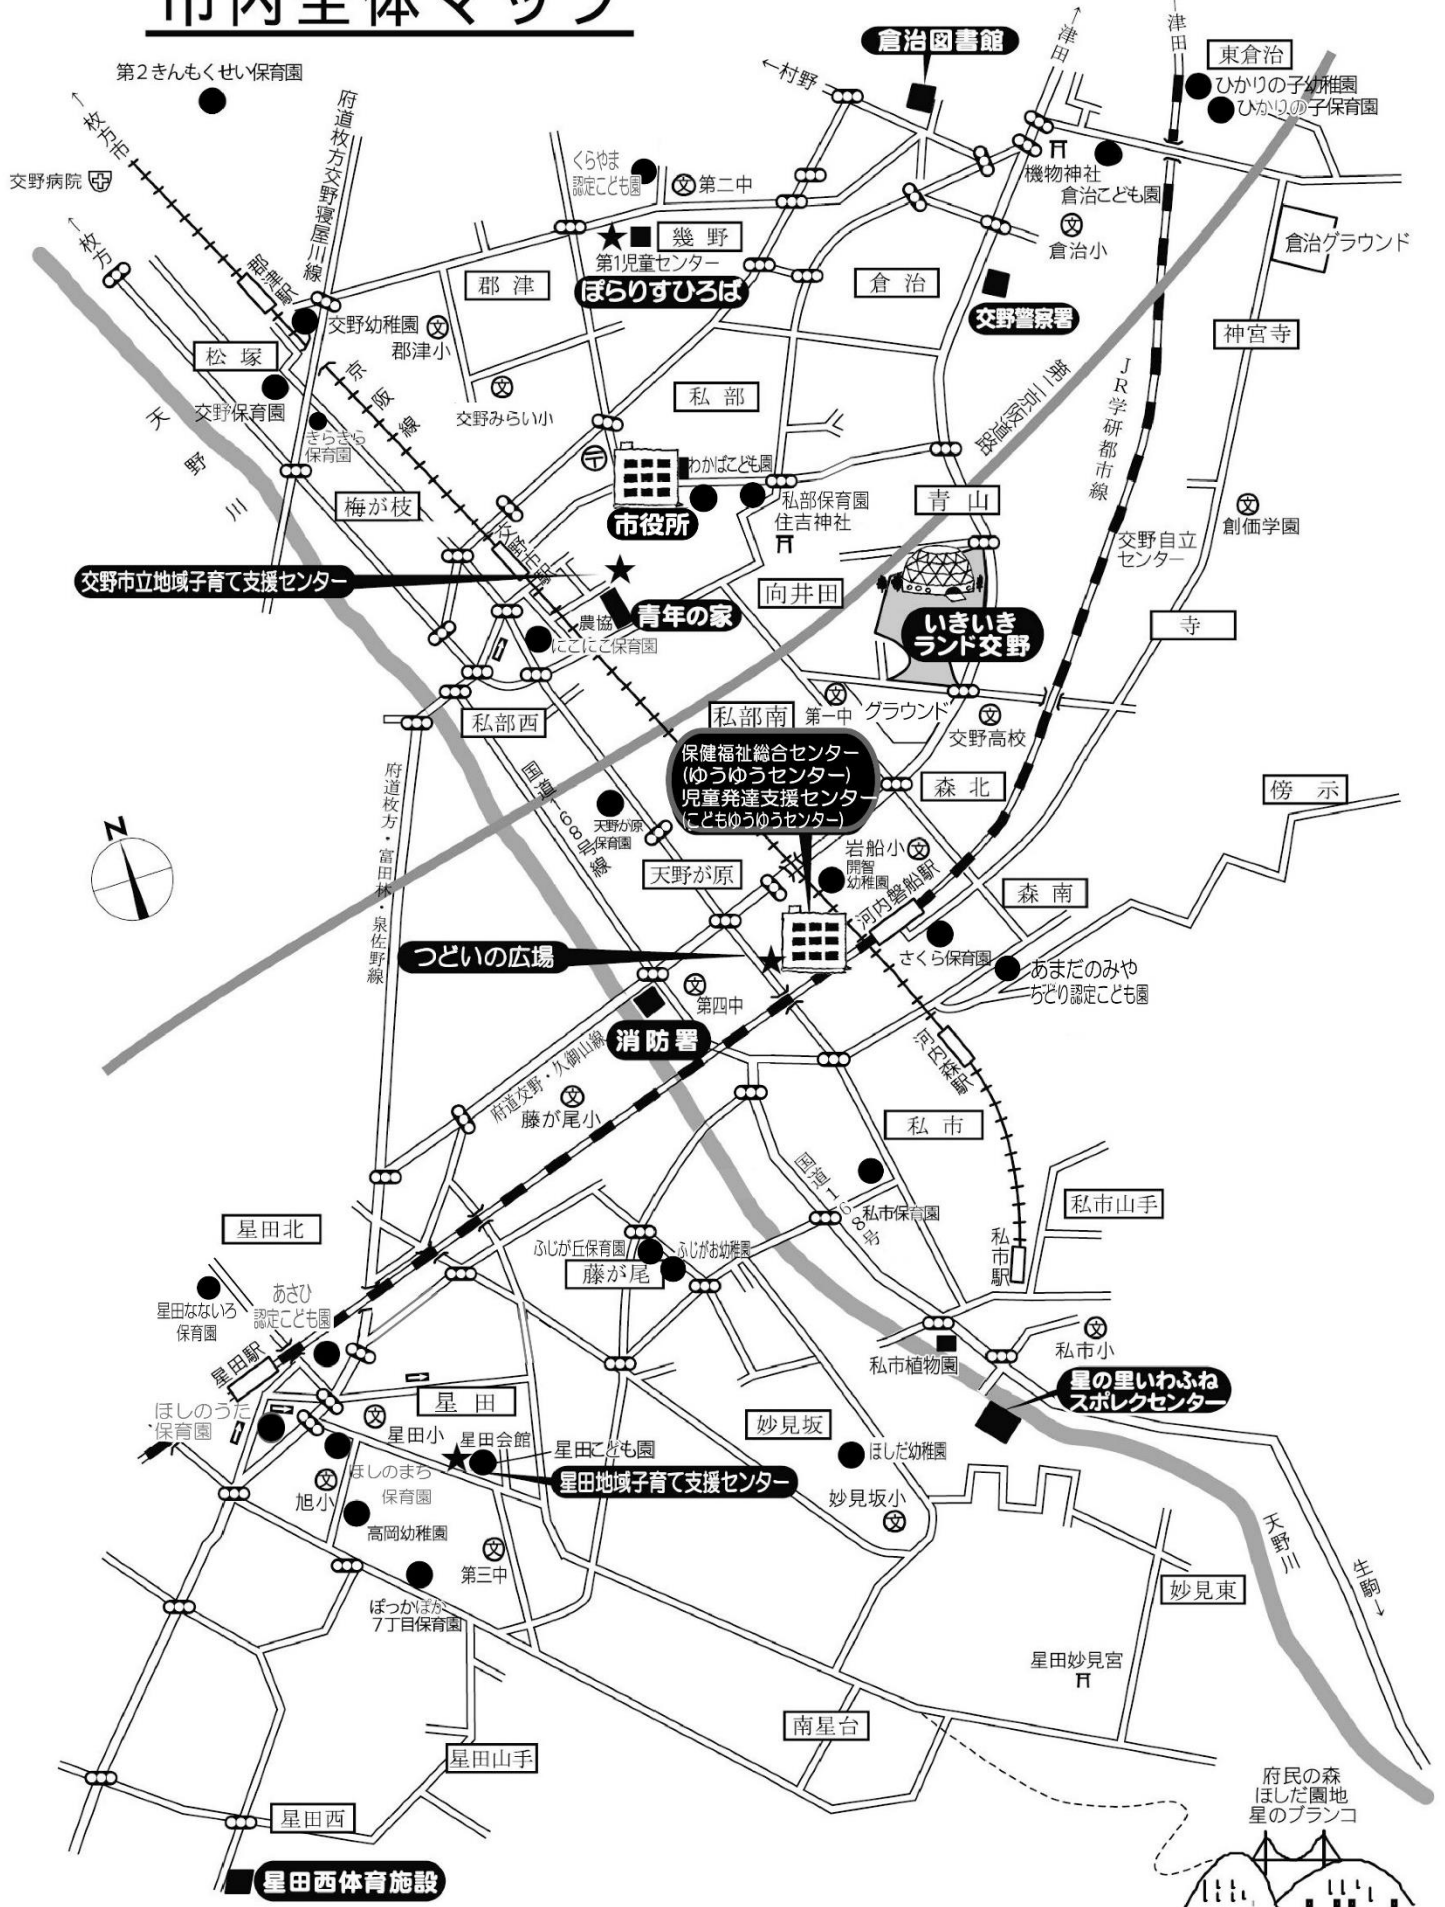 市内全体マップ
第2きんもくせい保育園
←枚方市
府道枚方交野寝屋川線
交野病院
←枚方
郡津駅
倉治図書館
←村野
→津田
→津田
東倉治
ひかりの子幼稚園
ひかりの子保育園
機物神社
倉治こども園
文
倉治小
倉治グラウンド
くらやま
認定こども園
文 第二中
幾野
第1児童センター
ぽらりすひろば
郡津
倉治
交野警察署
神宮寺
交野幼稚園
文
郡津小
松塚
交野保育園
きらきら
保育園
京阪線
文
交野みらい小
私部
第二京阪道路
JR学研都市線
天野川
梅が枝
〒
わかばこども園
市役所
私部保育園
住吉神社
青山
文
創価学園
交野自立
センター
交野市駅
交野市立地域子育て支援センター
農協
青年の家
にこにこ保育園
向井田
いきいき
ランド交野
寺
私部西
私部南
文
第一中
グラウンド
文
交野高校
保健福祉総合センター
(ゆうゆうセンター)
児童発達支援センター
(こどもゆうゆうセンター)
森北
傍示
府道枚方・富田林・泉佐野線
国道168号線
天野が原
保育園
N
天野が原
岩船小 文
開智
幼稚園
河内磐船駅
森南
さくら保育園
あまだのみや
ちどり認定こども園
つどいの広場
文
第四中
消防署
府道交野・久御山線
河内森駅
文
藤が尾小
私市
国道168号
私市保育園
私市山手
私市駅
星田北
星田なないろ
保育園
あさひ
認定こども園
ふじが丘保育園
ふじがお幼稚園
藤が尾
星田駅
私市植物園
文
私市小
星の里いわふね
スポレクセンター
ほしのうた
保育園
星田
文
星田小
星田会館
星田こども園
星田地域子育て支援センター
妙見坂
ほしだ幼稚園
妙見坂小
文
文
旭小
ほしのまち
保育園
高岡幼稚園
文
第三中
ぽっかぽか
7丁目保育園
天野川
生駒→
妙見東
星田妙見宮
南星台
星田山手
星田西
星田西体育施設
府民の森
ほしだ園地
星のブランコ